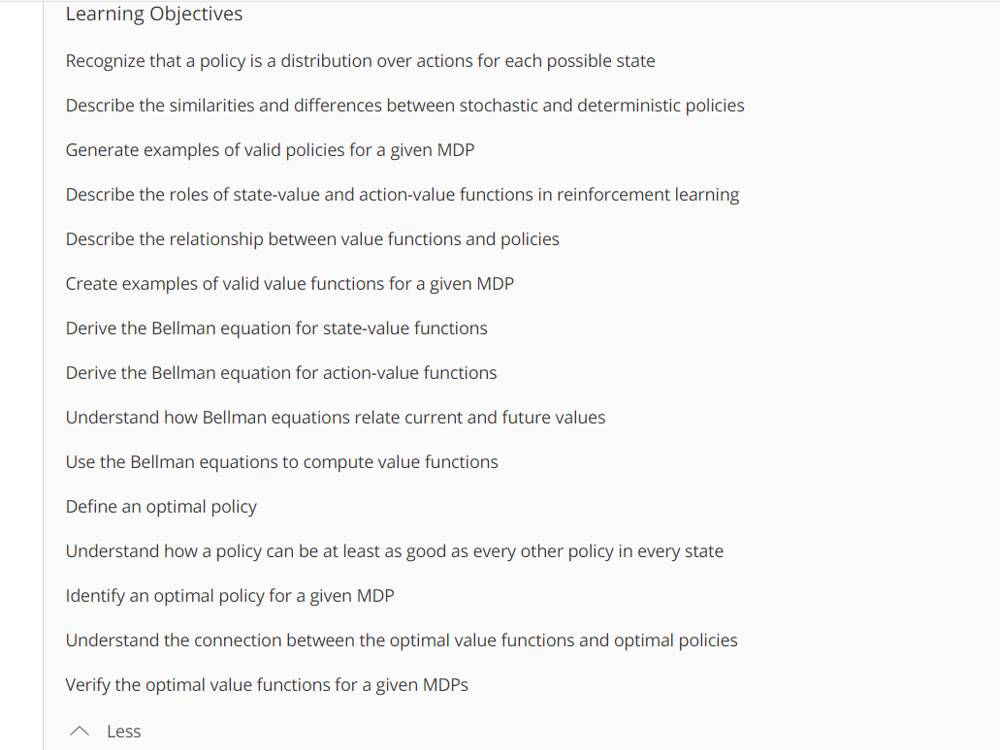 Learning Objectives
Recognize that a policy is a distribution over actions for each possible state
Describe the similarities and differences between stochastic and deterministic policies
Generate examples of valid policies for a given MDP
Describe the roles of state-value and action-value functions in reinforcement learning
Describe the relationship between value functions and policies
Create examples of valid value functions for a given MDP
Derive the Bellman equation for state-value functions
Derive the Bellman equation for action-value functions
Understand how Bellman equations relate current and future values
Use the Bellman equations to compute value functions
Define an optimal policy
Understand how a policy can be at least as good as every other policy in every state
Identify an optimal policy for a given MDP
Understand the connection between the optimal value functions and optimal policies
Verify the optimal value functions for a given MDPs
Less